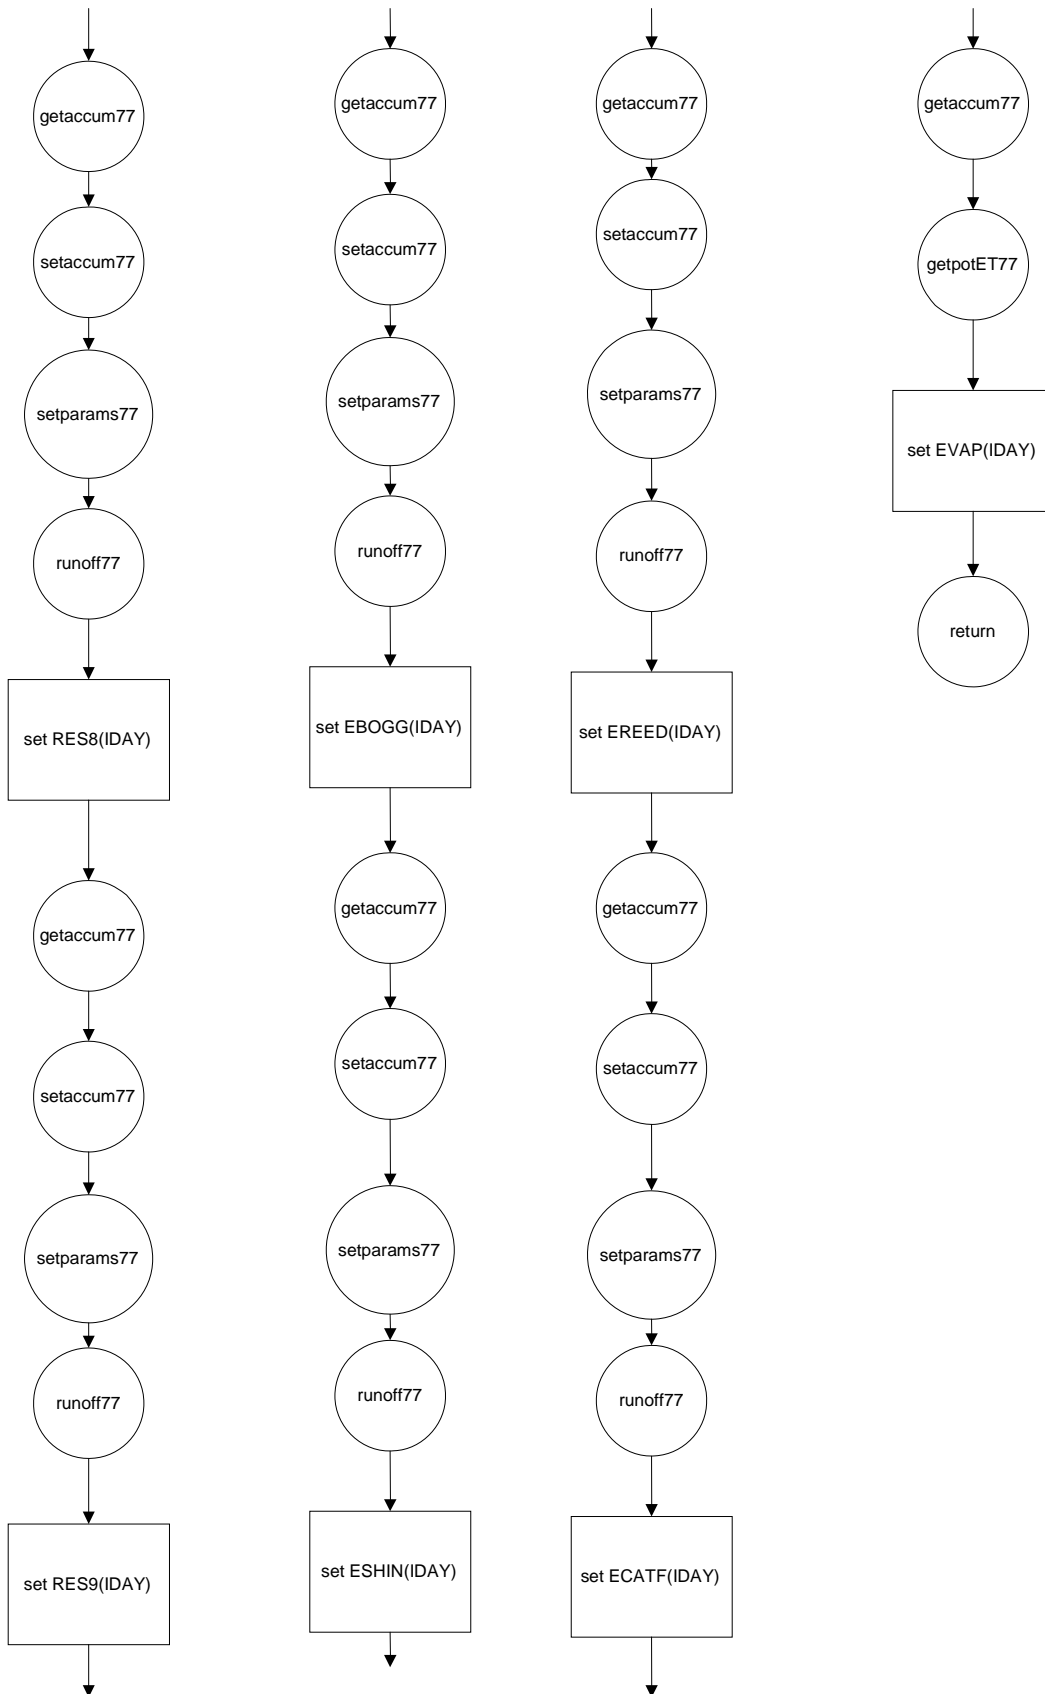 getaccum77
setaccum77
setparams77
runoff77
set RES8(IDAY)
getaccum77
setaccum77
setparams77
runoff77
set RES9(IDAY)
getaccum77
setaccum77
setparams77
runoff77
set EBOGG(IDAY)
getaccum77
setaccum77
setparams77
runoff77
set ESHIN(IDAY)
getaccum77
setaccum77
setparams77
runoff77
set EREED(IDAY)
getaccum77
setaccum77
setparams77
runoff77
set ECATF(IDAY)
getaccum77
getpotET77
set EVAP(IDAY)
return